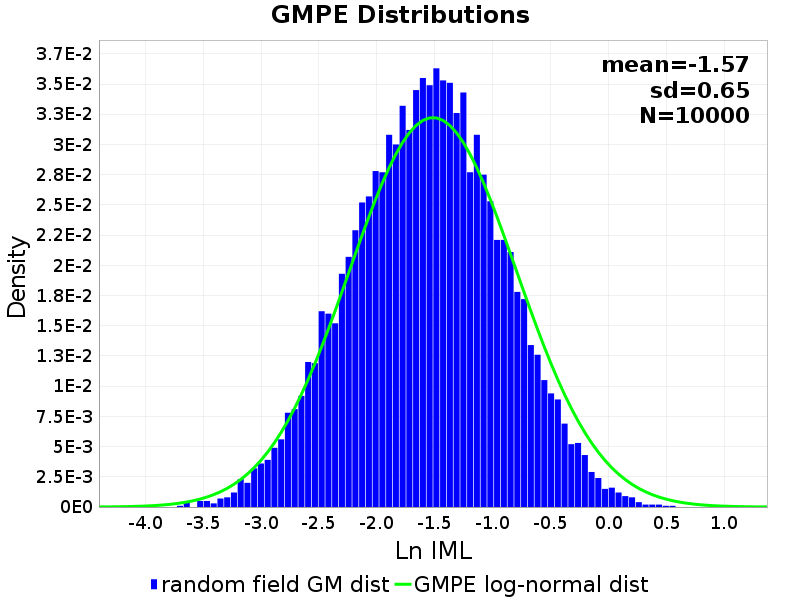 GMPE Distributions
mean=-1.57
sd=0.65
N=10000
Density
3.7E-2
3.5E-2
3.3E-2
3E-2
2.8E-2
2.5E-2
2.2E-2
2E-2
1.8E-2
1.5E-2
1.3E-2
1E-2
7.5E-3
5E-3
2.5E-3
0E0
-4.0 -3.5 -3.0 -2.5 -2.0 -1.5 -1.0 -0.5 0.0 0.5 1.0
Ln IML
random field GM dist GMPE log-normal dist